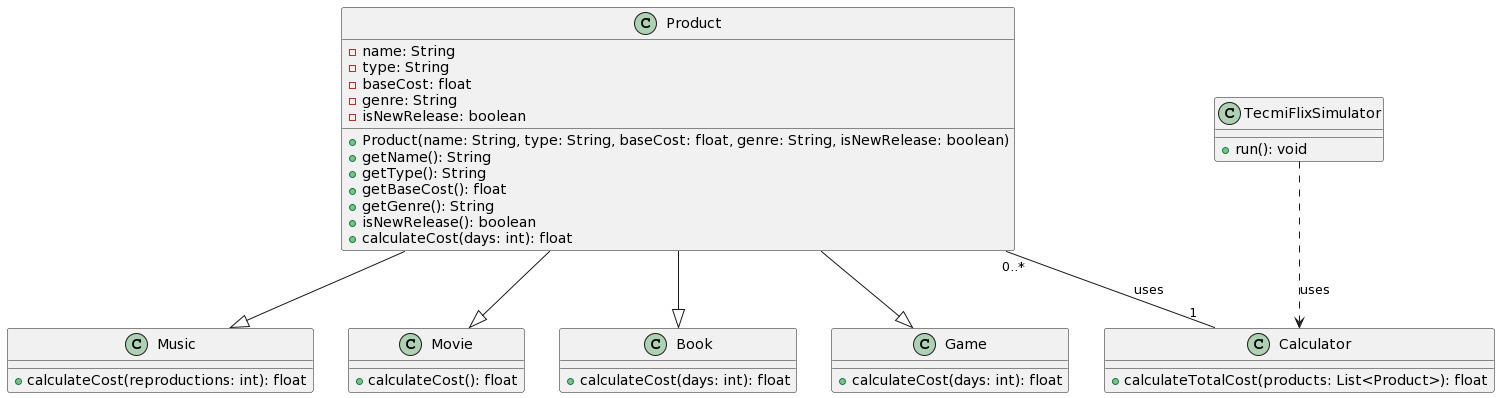 C Product
name: String
type: String
baseCost: float
genre: String
isNewRelease: boolean
Product(name: String, type: String, baseCost: float, genre: String, isNewRelease: boolean)
getName(): String
getType(): String
getBaseCost(): float
getGenre(): String
isNewRelease(): boolean
calculateCost(days: int): float
C TecmiFlixSimulator
run(): void
0..*
uses
1
uses
C Music
calculateCost(reproductions: int): float
C Movie
calculateCost(): float
C Book
calculateCost(days: int): float
C Game
calculateCost(days: int): float
C Calculator
calculateTotalCost(products: List<Product>): float